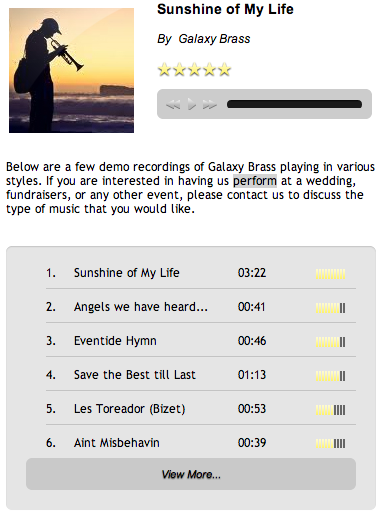 Sunshine of My Life
By Galaxy Brass
Below are a few demo recordings of Galaxy Brass playing in various
styles. If you are interested in having us perform at a wedding,
fundraisers, or any other event, please contact us to discuss the
type of music that you would like.
1. Sunshine of My Life 03:22
2. Angels we have heard... 00:41
3. Eventide Hymn 00:46
4. Save the Best till Last 01:13
5. Les Toreador (Bizet) 00:53
6. Aint Misbehavin 00:39
View More...